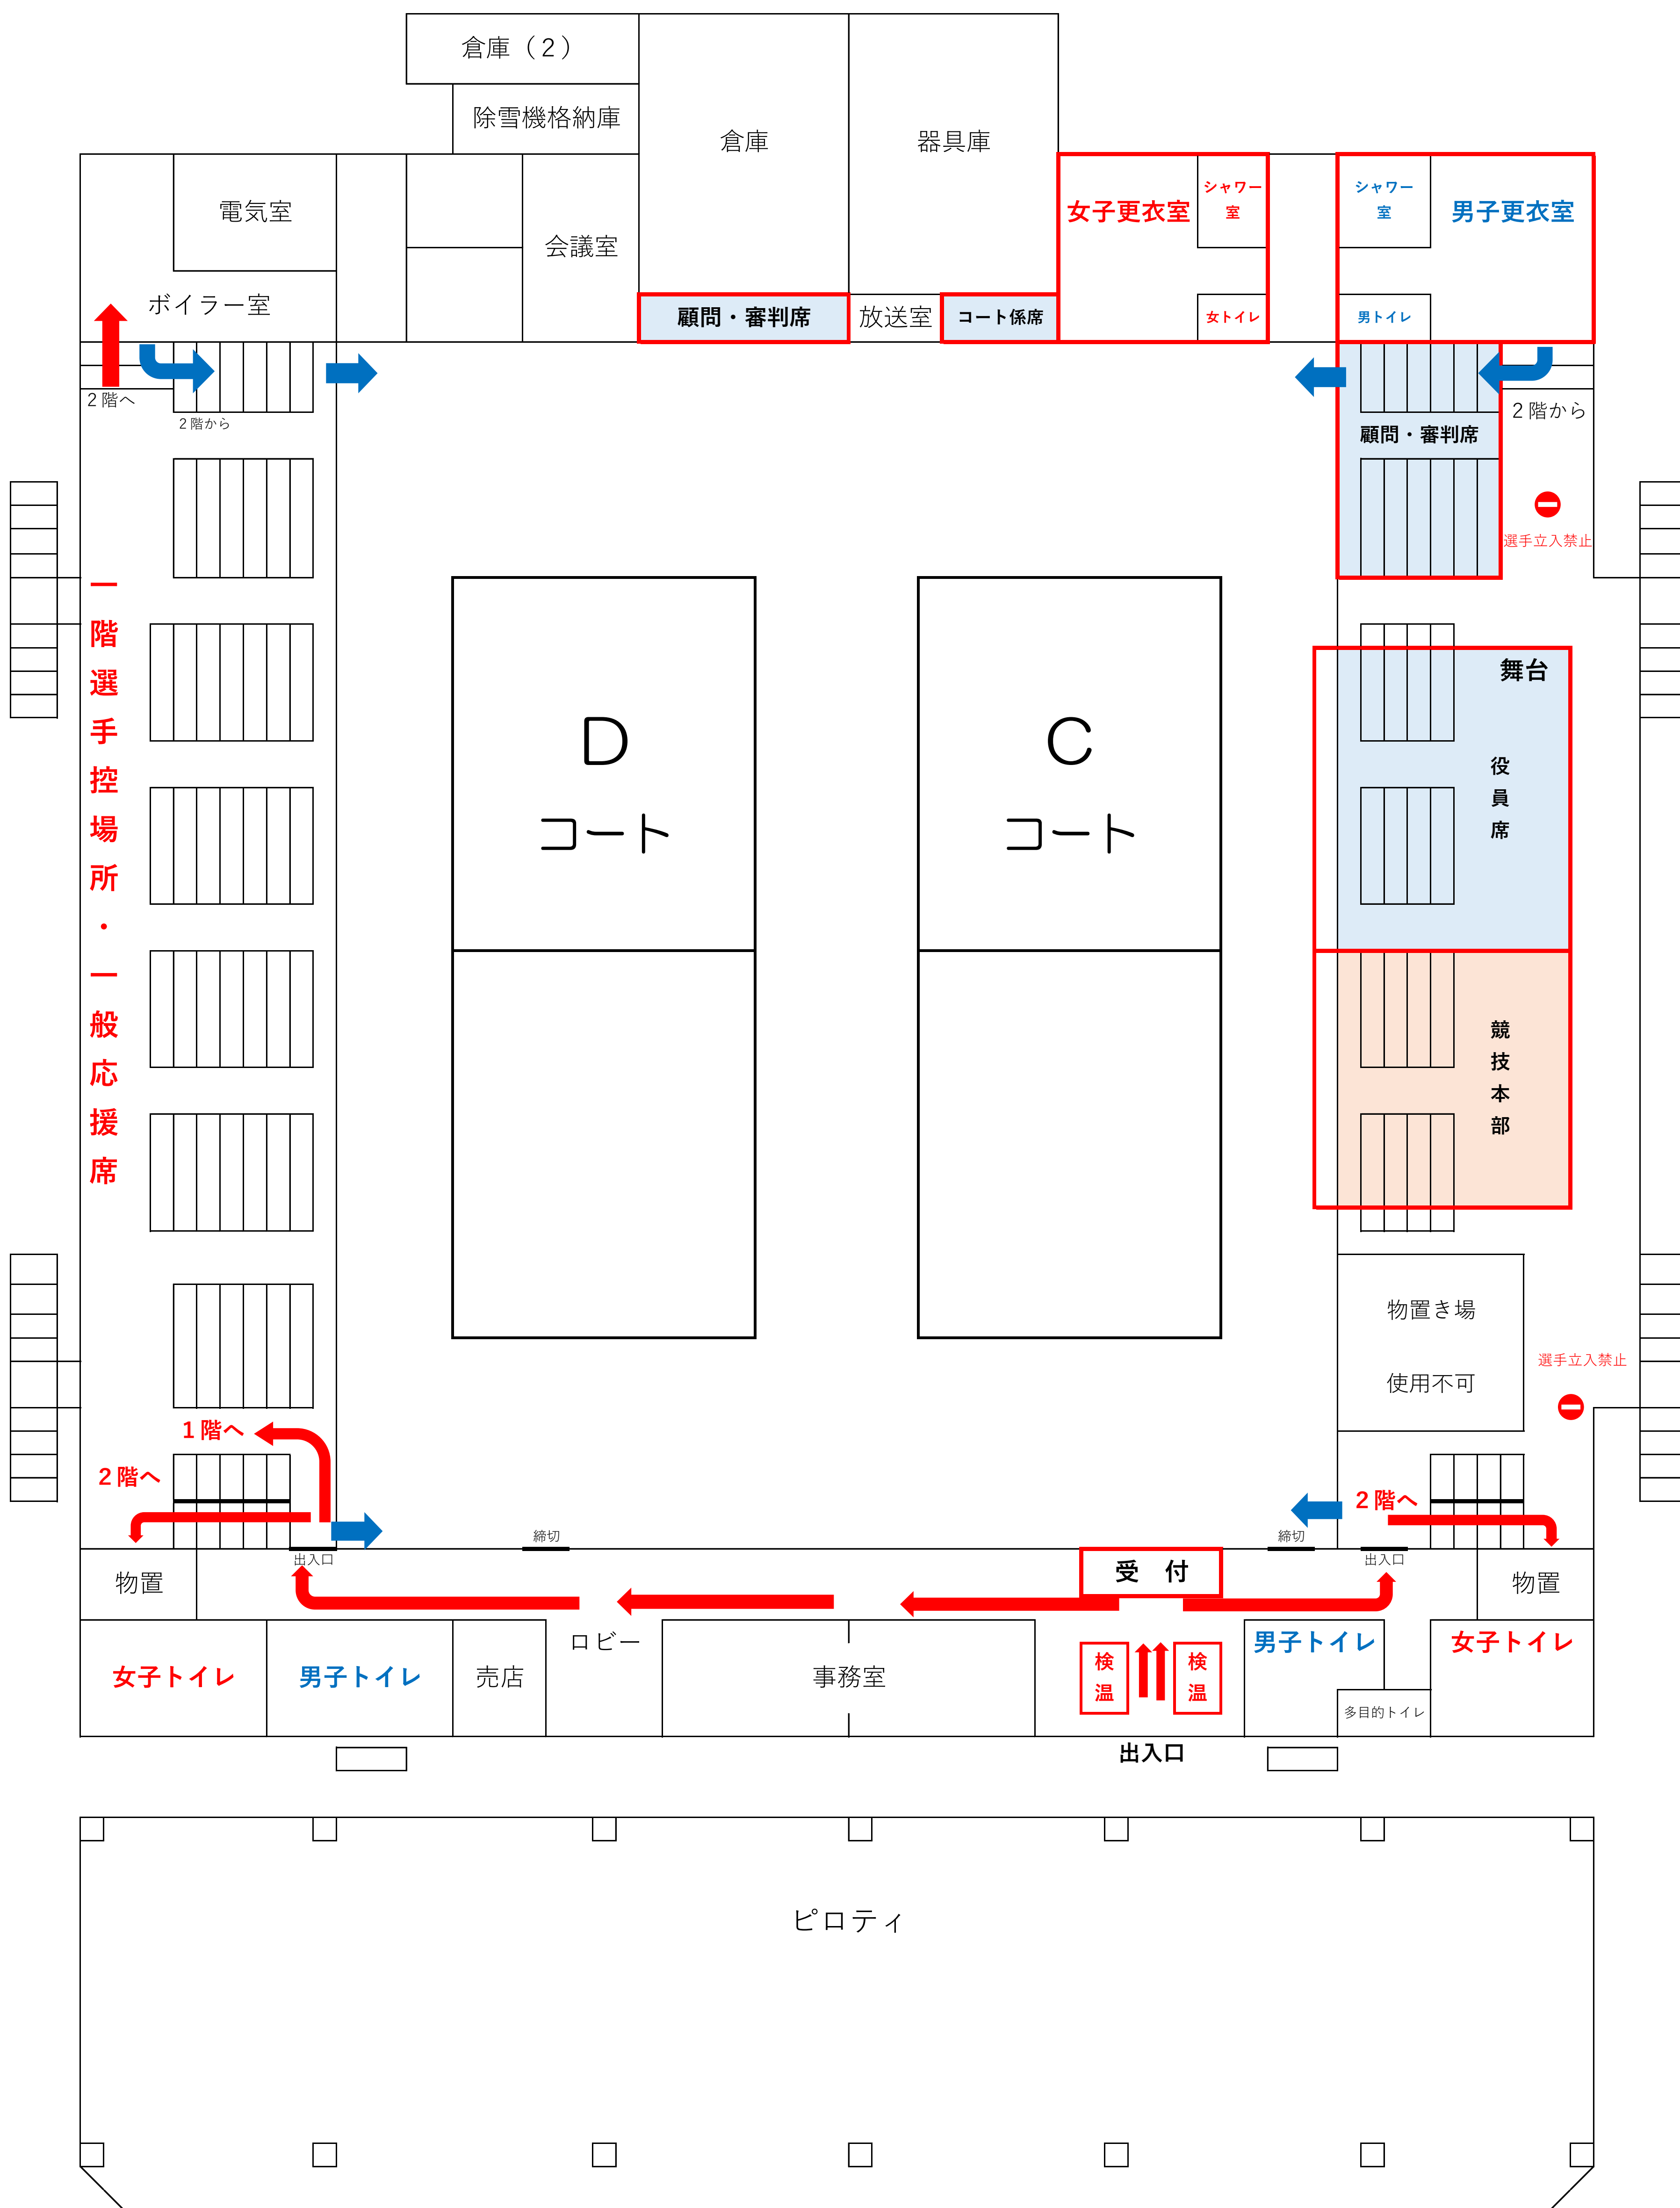 倉庫（２）
除雪機格納庫
倉庫
器具庫
電気室
会議室
ボイラー室
女子更衣室
シャワー
室
シャワー
室
男子更衣室
顧問・審判席
放送室
コート係席
女トイレ
男トイレ
２階へ
２階から
顧問・審判席
２階から
選手立入禁止
一階選手控場所・一般応援席
D
コート
C
コート
舞台
役員席
競技本部
物置き場
使用不可
選手立入禁止
１階へ
２階へ
２階へ
締切
締切
出入口
出入口
受　付
物置
物置
ロビー
女子トイレ
男子トイレ
売店
事務室
検温
検温
男子トイレ
女子トイレ
多目的トイレ
出入口
ピロティ